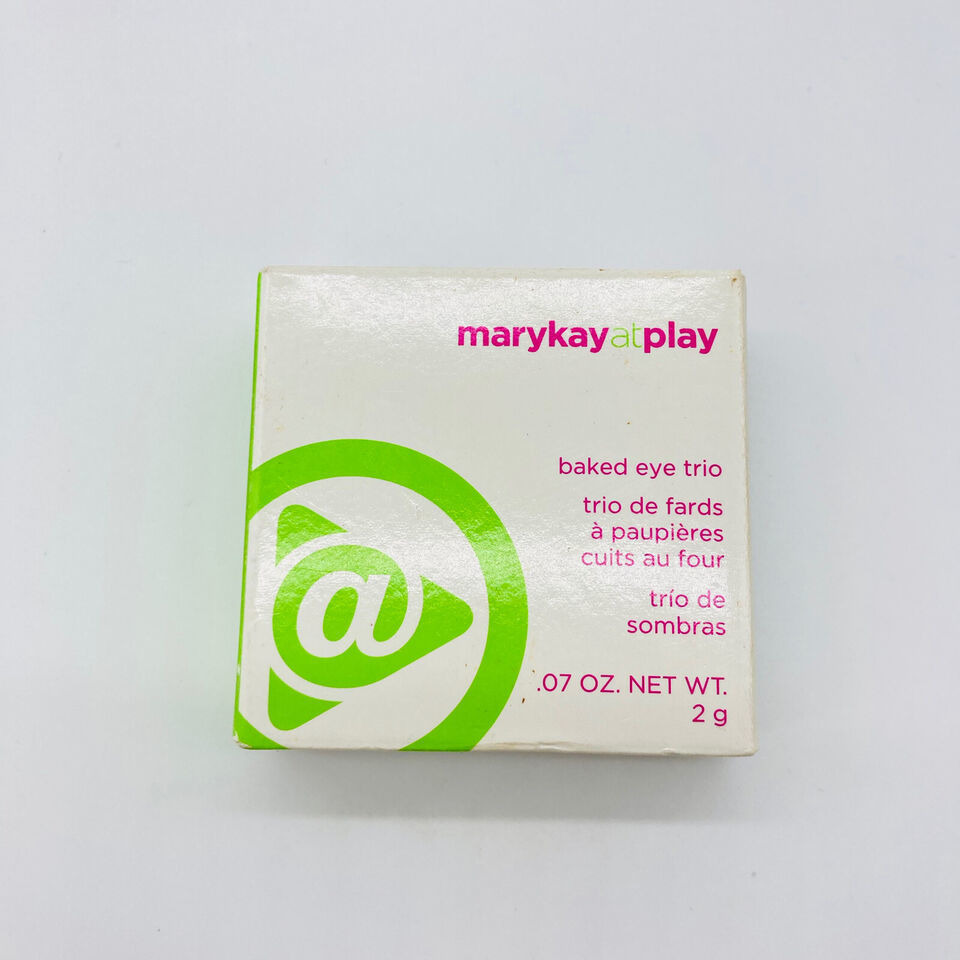 marykayatplay
baked eye trio
trio de fards
à paupières
cuits au four
trío de
sombras
.07 OZ. NET WT.
2 g
@